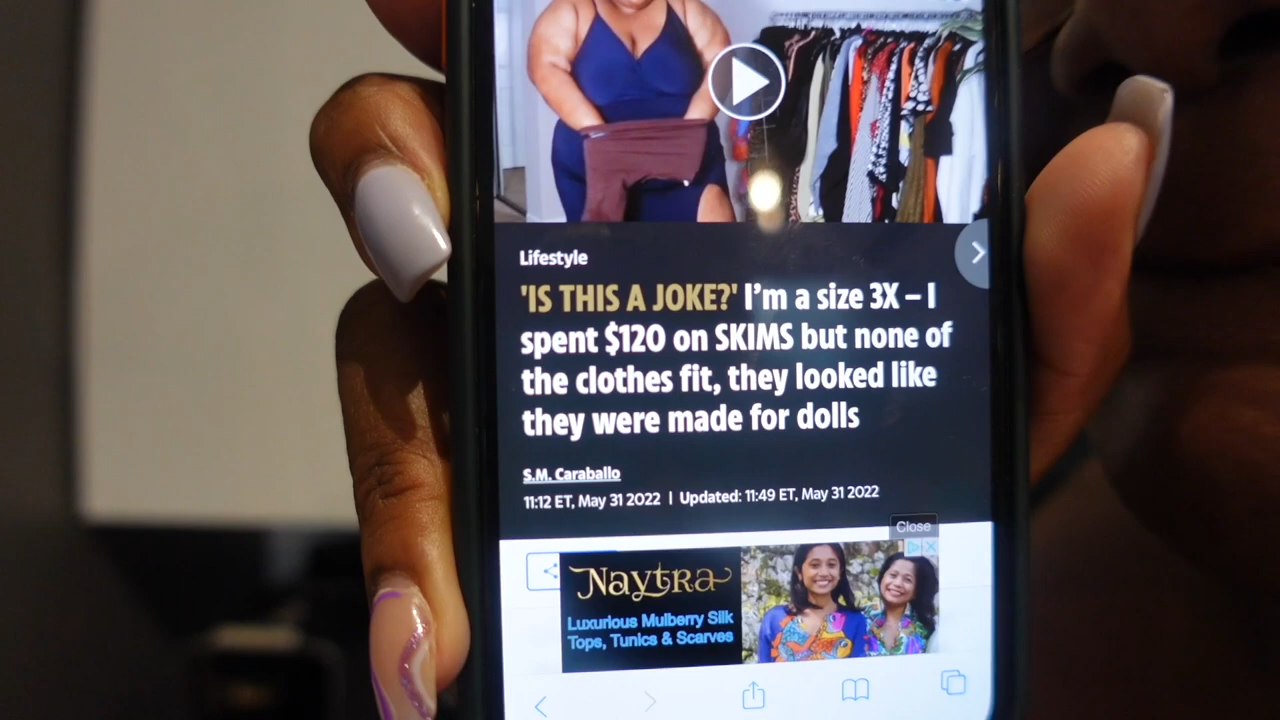 Lifestyle
'IS THIS A JOKE?' I'm a size 3X – I
spent $120 on SKIMS but none of
the clothes fit, they looked like
they were made for dolls
S.M. Caraballo
11:12 ET, May 31 2022 | Updated: 11:49 ET, May 31 2022
Close
Naytra
Luxurious Mulberry Silk
Tops, Tunics & Scarves